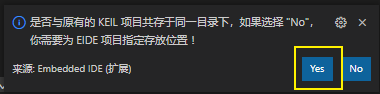 是否与原有的 KEIL 项目共存于同一目录下，如果选择 "No"，
你需要为 EIDE 项目指定存放位置！
来源: Embedded IDE (扩展)
Yes
No